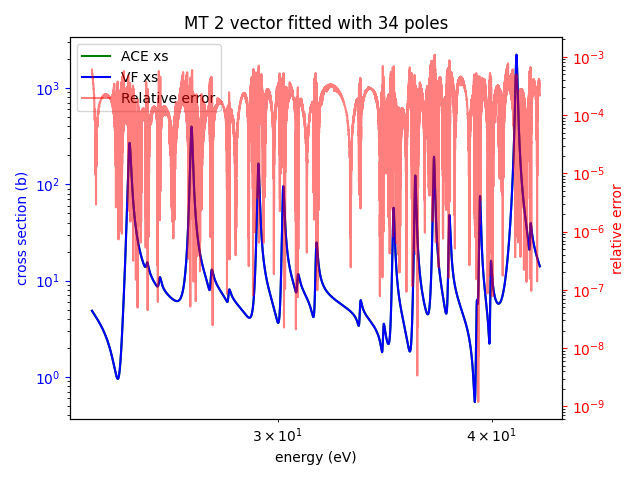 MT 2 vector fitted with 34 poles
ACE xs
VF xs
Relative error
cross section (b)
10³
10²
10¹
10⁰
relative error
10⁻³
10⁻⁴
10⁻⁵
10⁻⁶
10⁻⁷
10⁻⁸
10⁻⁹
3 × 10¹
4 × 10¹
energy (eV)